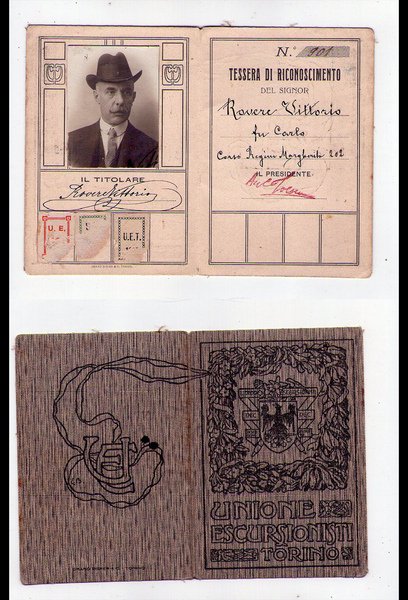 N.º 901
TESSERA DI RICONOSCIMENTO
DEL SIGNOR
Rovere Vittorio
fu Carlo
Corso Regina Margherita 202
IL PRESIDENTE
IL TITOLARE
Rovere Vittorio
U. E.
U.E.T.
UNIONE
ESCURSIONISTI
TORINO